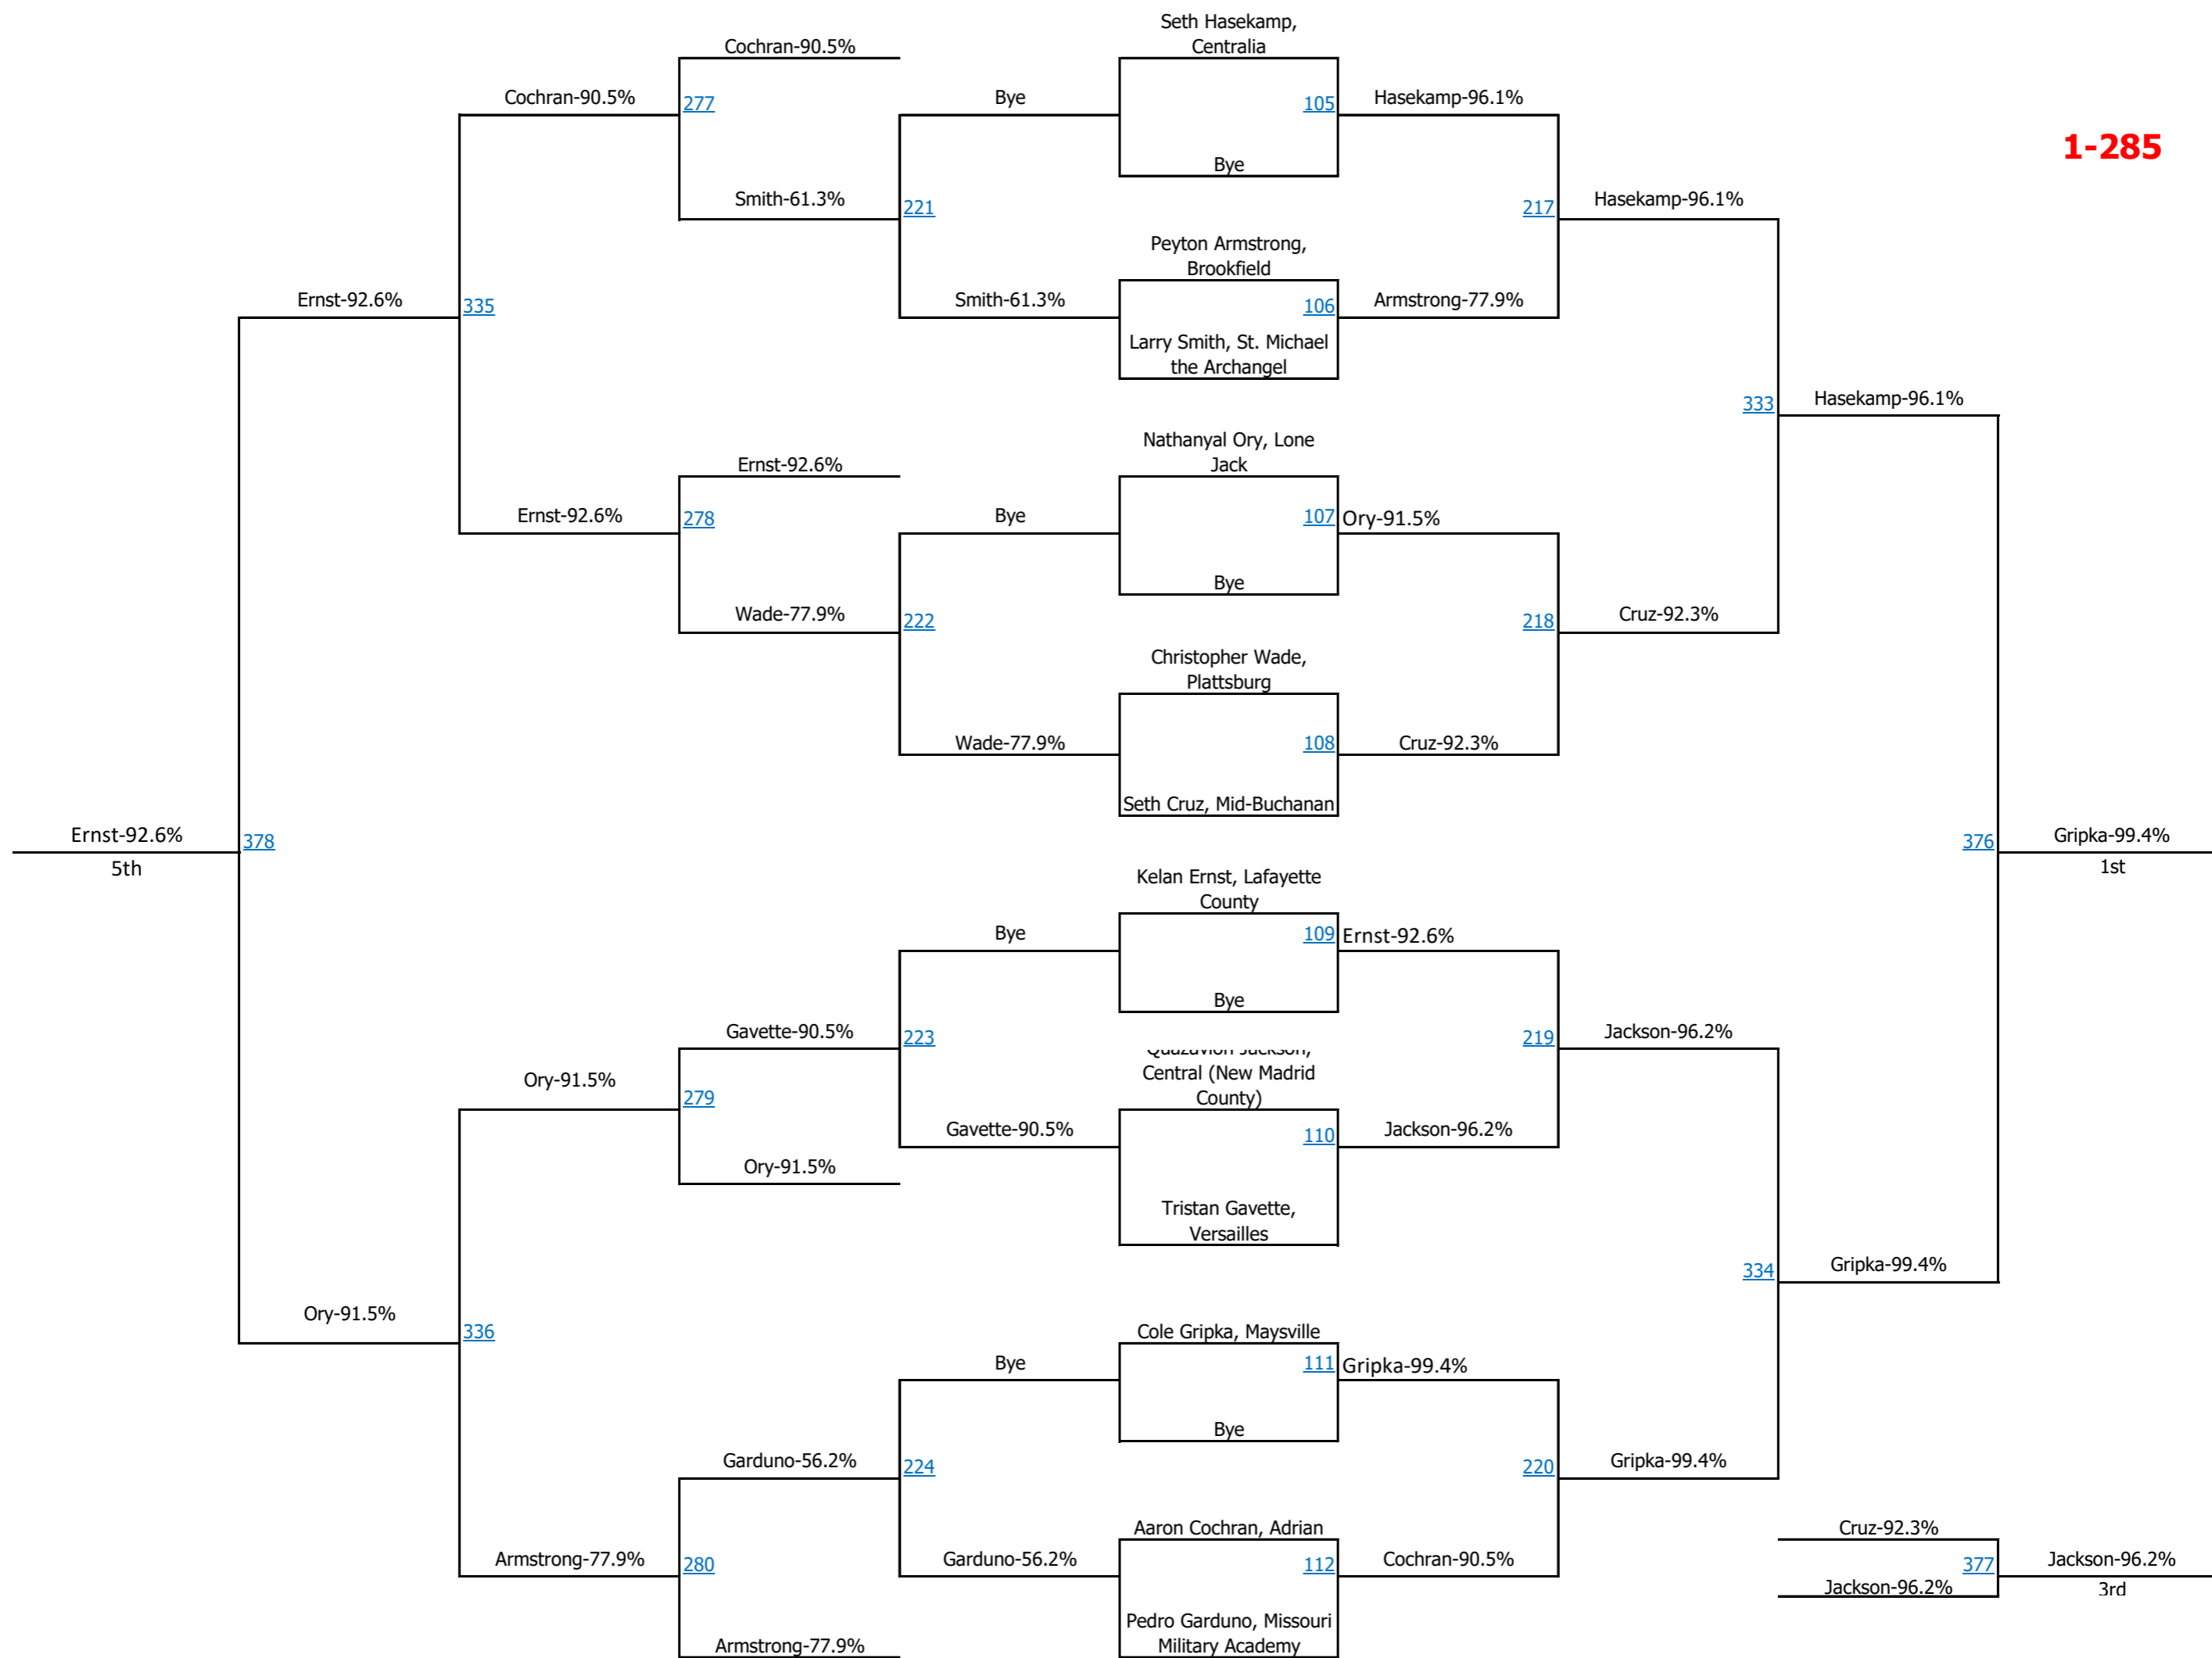 Seth Hasekamp,
Centralia
Cochran-90.5%
Cochran-90.5%
277
Bye
105
Hasekamp-96.1%
1-285
Bye
Smith-61.3%
221
217
Hasekamp-96.1%
Peyton Armstrong,
Brookfield
Ernst-92.6%
335
Smith-61.3%
106
Armstrong-77.9%
Larry Smith, St. Michael
the Archangel
333
Hasekamp-96.1%
Nathanyal Ory, Lone
Jack
Ernst-92.6%
Ernst-92.6%
278
Bye
107
Ory-91.5%
Bye
Wade-77.9%
222
218
Cruz-92.3%
Christopher Wade,
Plattsburg
Wade-77.9%
108
Cruz-92.3%
Seth Cruz, Mid-Buchanan
Ernst-92.6%
378
376
Gripka-99.4%
5th
1st
Kelan Ernst, Lafayette
County
Bye
109
Ernst-92.6%
Bye
Gavette-90.5%
223
219
Jackson-96.2%
Quazavion Jackson,
Central (New Madrid
County)
Ory-91.5%
279
Gavette-90.5%
110
Jackson-96.2%
Ory-91.5%
Tristan Gavette,
Versailles
334
Gripka-99.4%
Ory-91.5%
336
Cole Gripka, Maysville
Bye
111
Gripka-99.4%
Bye
Garduno-56.2%
224
220
Gripka-99.4%
Aaron Cochran, Adrian
Cruz-92.3%
Armstrong-77.9%
280
Garduno-56.2%
112
Cochran-90.5%
377
Jackson-96.2%
Jackson-96.2%
3rd
Pedro Garduno, Missouri
Military Academy
Armstrong-77.9%